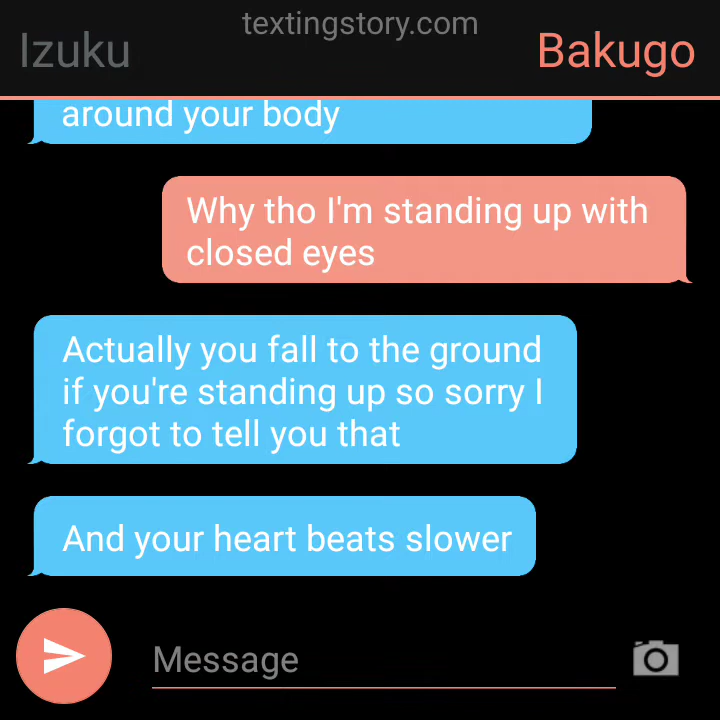 textingstory.com
Izuku
Bakugo
around your body
Why tho I'm standing up with
closed eyes
Actually you fall to the ground
if you're standing up so sorry I
forgot to tell you that
And your heart beats slower
Message